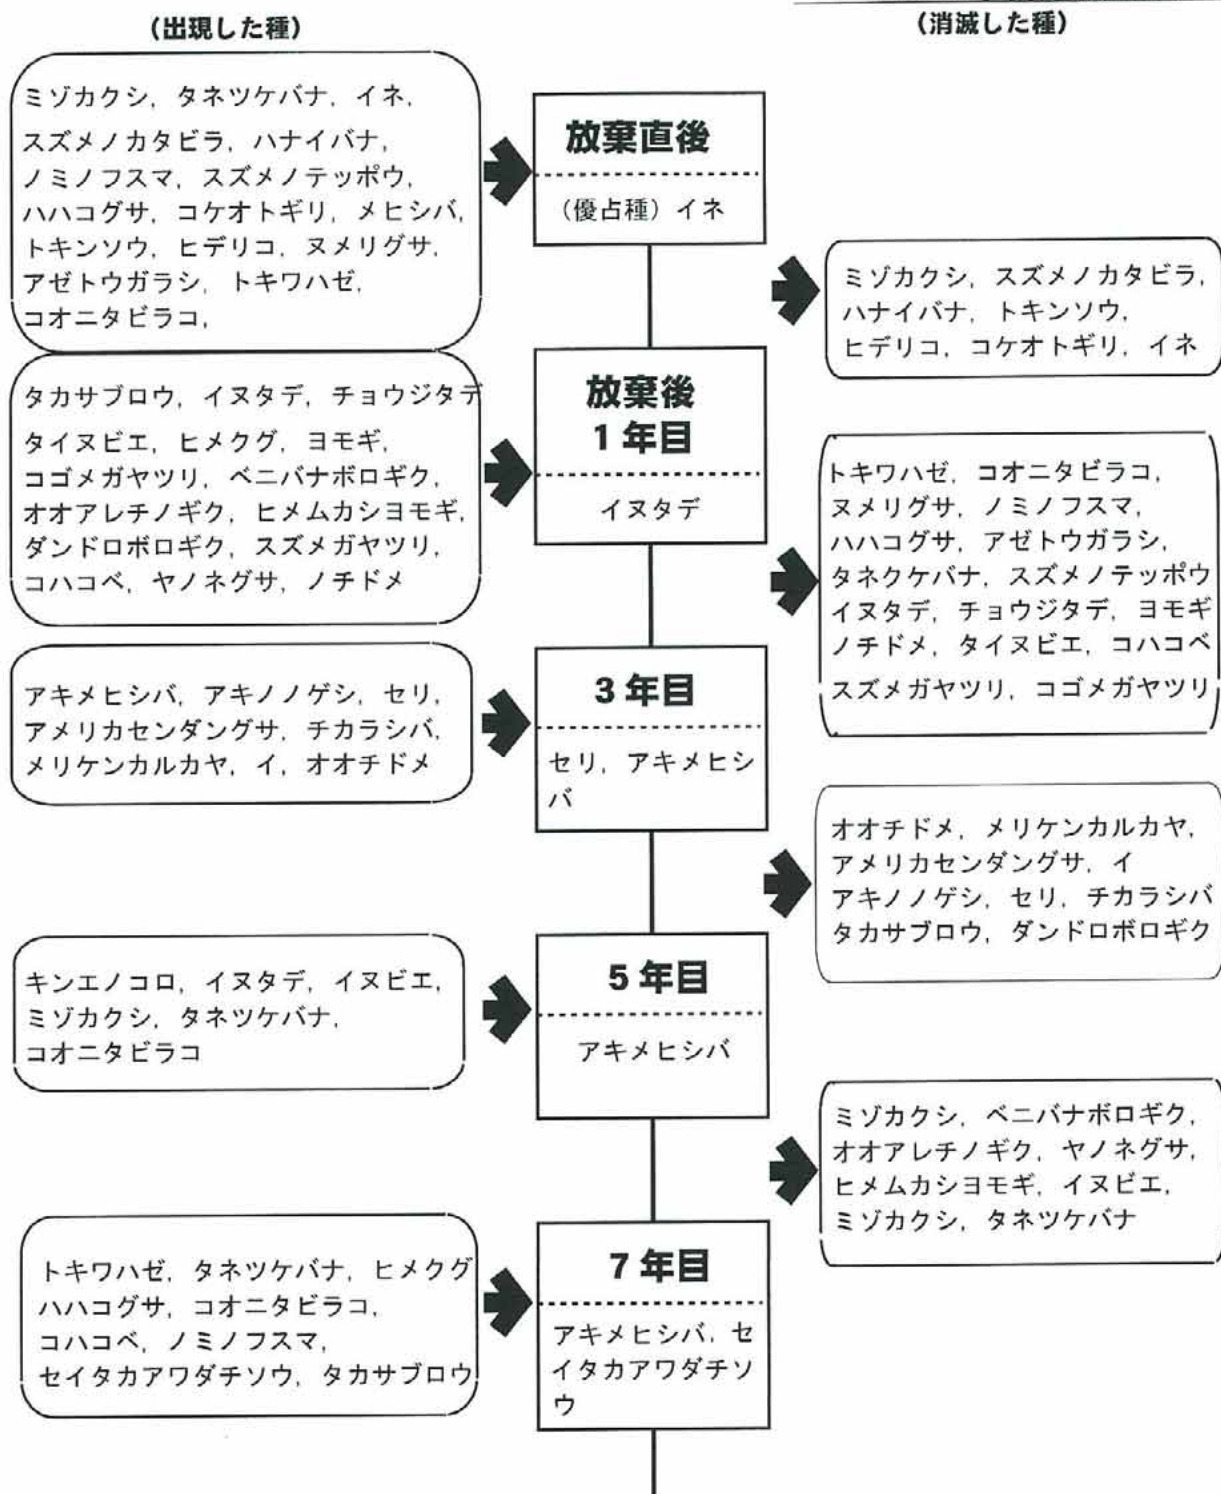 (出現した種)
(消滅した種)
ミゾカクシ, タネツケバナ, イネ,
スズメノカタビラ, ハナイバナ,
ノミノフスマ, スズメノテッポウ,
ハハコグサ, コケオトギリ, メヒシバ,
トキンソウ, ヒデリコ, ヌメリグサ,
アゼトウガラシ, トキワハゼ,
コオニタビラコ,
放棄直後
(優占種) イネ
ミゾカクシ, スズメノカタビラ,
ハナイバナ, トキンソウ,
ヒデリコ, コケオトギリ, イネ
タカサブロウ, イヌタデ, チョウジタデ
タイヌビエ, ヒメクグ, ヨモギ,
コゴメガヤツリ, ベニバナボロギク,
オオアレチノギク, ヒメムカシヨモギ,
ダンドロボロギク, スズメガヤツリ,
コハコベ, ヤノネグサ, ノチドメ
放棄後
1年目
イヌタデ
トキワハゼ, コオニタビラコ,
ヌメリグサ, ノミノフスマ,
ハハコグサ, アゼトウガラシ,
タネクケバナ, スズメノテッポウ
イヌタデ, チョウジタデ, ヨモギ
ノチドメ, タイヌビエ, コハコベ
スズメガヤツリ, コゴメガヤツリ
アキメヒシバ, アキノノゲシ, セリ,
アメリカセンダングサ, チカラシバ,
メリケンカルカヤ, イ, オオチドメ
3年目
セリ, アキメヒシ
バ
オオチドメ, メリケンカルカヤ,
アメリカセンダングサ, イ
アキノノゲシ, セリ, チカラシバ
タカサブロウ, ダンドロボロギク
キンエノコロ, イヌタデ, イヌビエ,
ミゾカクシ, タネツケバナ,
コオニタビラコ
5年目
アキメヒシバ
ミゾカクシ, ベニバナボロギク,
オオアレチノギク, ヤノネグサ,
ヒメムカシヨモギ, イヌビエ,
ミゾカクシ, タネツケバナ
トキワハゼ, タネツケバナ, ヒメクグ
ハハコグサ, コオニタビラコ,
コハコベ, ノミノフスマ,
セイタカアワダチソウ, タカサブロウ
7年目
アキメヒシバ, セ
イタカアワダチソ
ウ